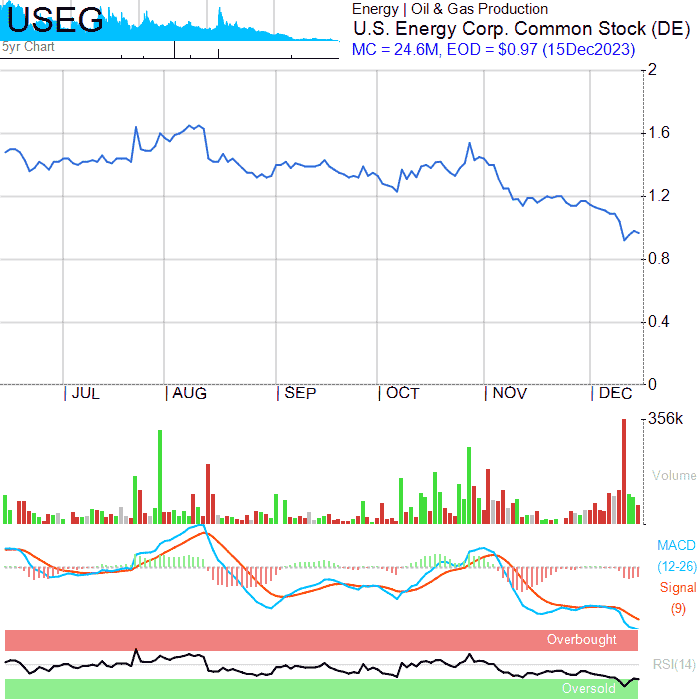 USEG
5yr Chart
Energy | Oil & Gas Production
U.S. Energy Corp. Common Stock (DE)
MC = 24.6M, EOD = $0.97 (15Dec2023)
2
1.6
1.2
0.8
0.4
0
JUL AUG SEP OCT NOV DEC
356k
Volume
MACD
(12-26)
Signal
(9)
Overbought
RSI(14)
Oversold